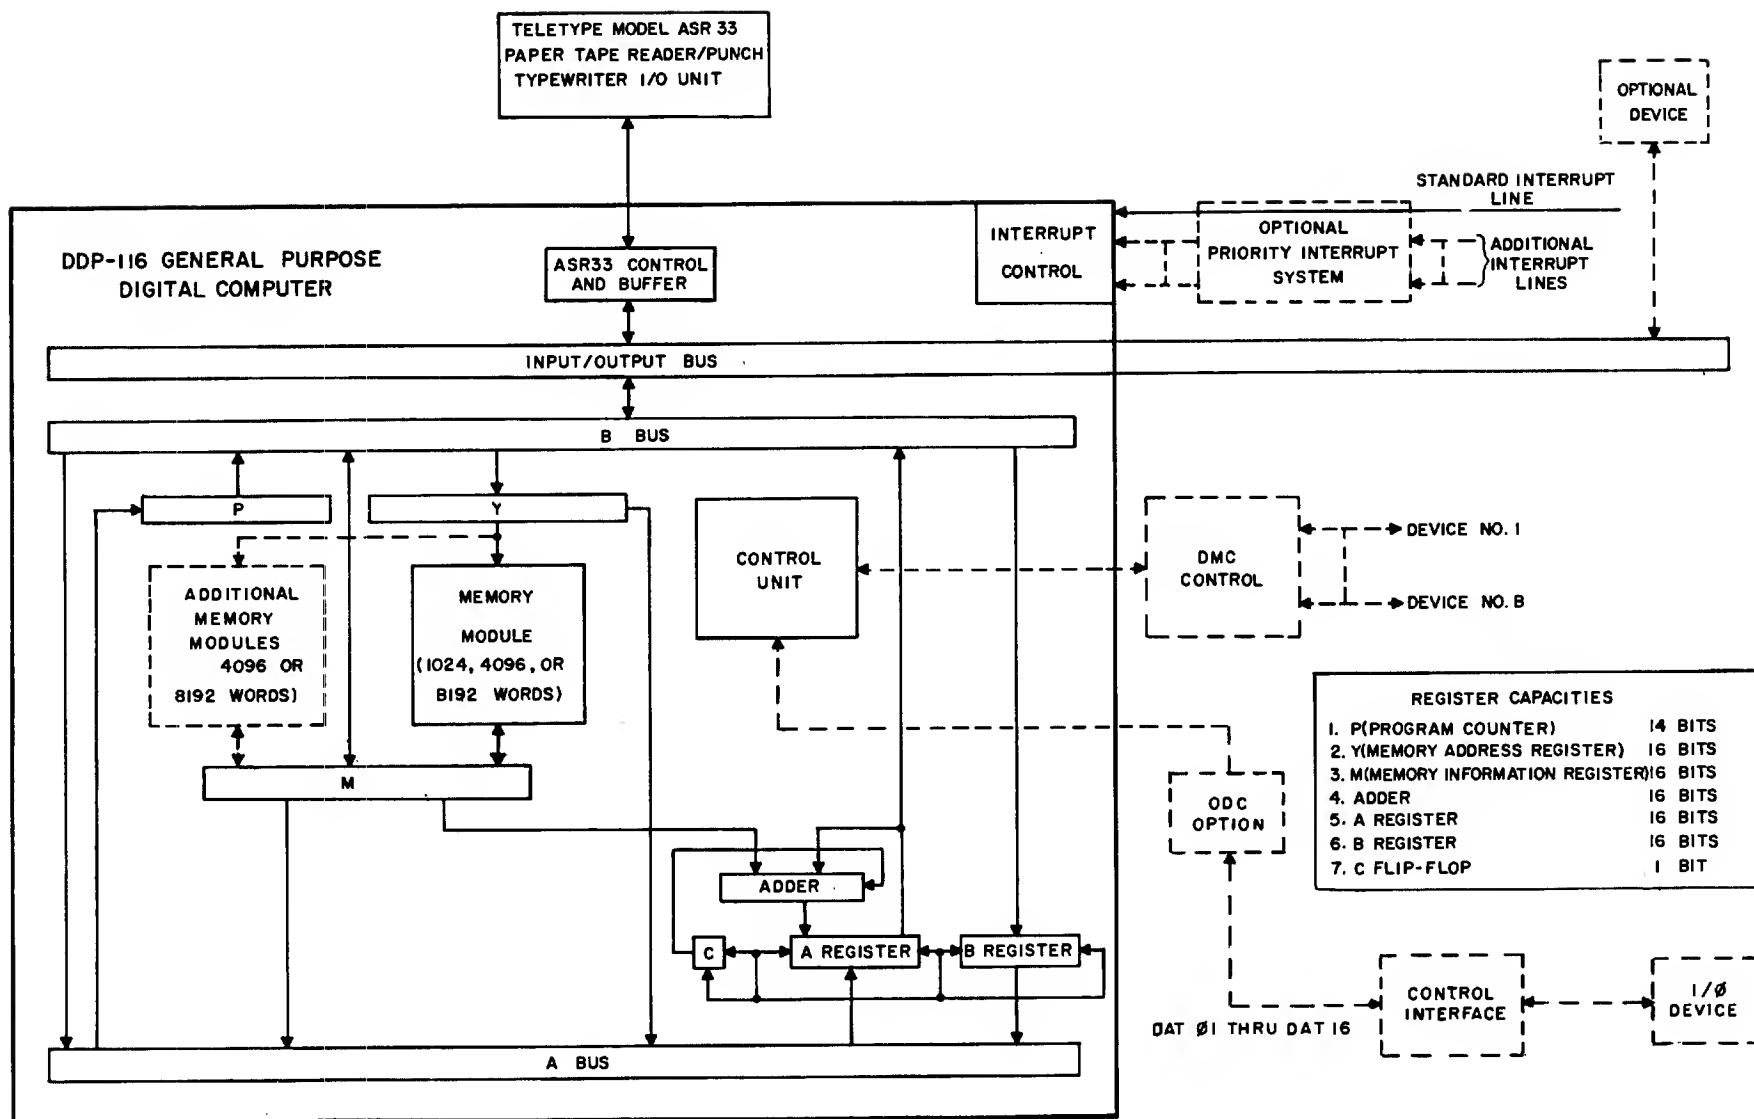 TELETYPE MODEL ASR 33
PAPER TAPE READER/PUNCH
TYPEWRITER I/O UNIT
OPTIONAL
DEVICE
STANDARD INTERRUPT
LINE
DDP-116 GENERAL PURPOSE
DIGITAL COMPUTER
ASR33 CONTROL
AND BUFFER
INTERRUPT
CONTROL
OPTIONAL
PRIORITY INTERRUPT
SYSTEM
ADDITIONAL
INTERRUPT
LINES
INPUT/OUTPUT BUS
B BUS
P
Y
ADDITIONAL
MEMORY
MODULES
4096 OR
8192 WORDS)
MEMORY
MODULE
(1024, 4096, OR
8192 WORDS)
CONTROL
UNIT
DMC
CONTROL
DEVICE NO. 1
DEVICE NO. 8
M
ODC
OPTION
REGISTER CAPACITIES
1. P(PROGRAM COUNTER) 14 BITS
2. Y(MEMORY ADDRESS REGISTER) 16 BITS
3. M(MEMORY INFORMATION REGISTER) 16 BITS
4. ADDER 16 BITS
5. A REGISTER 16 BITS
6. B REGISTER 16 BITS
7. C FLIP-FLOP 1 BIT
ADDER
C
A REGISTER
B REGISTER
DAT Ø1 THRU DAT 16
CONTROL
INTERFACE
I/Ø
DEVICE
A BUS